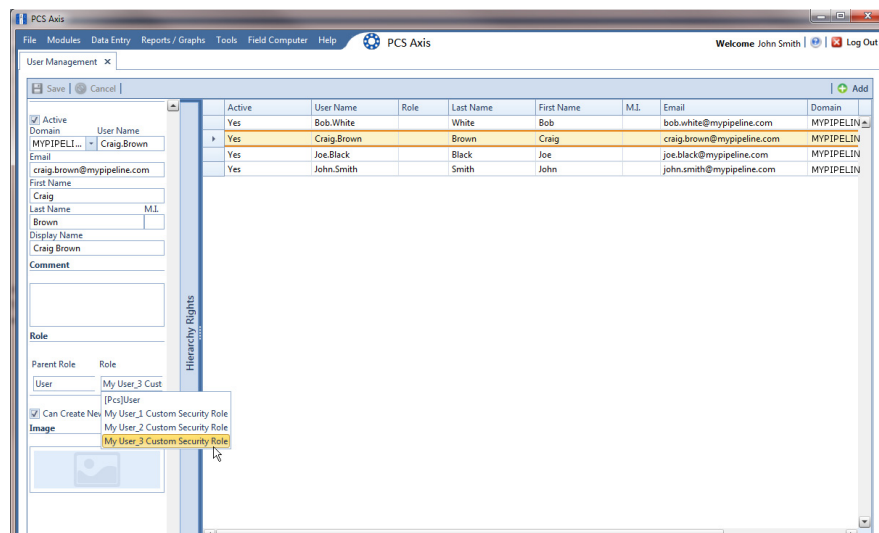 PCS Axis
File Modules Data Entry Reports / Graphs Tools Field Computer Help PCS Axis Welcome John Smith Log Out
User Management
Save Cancel Add
Active
Domain User Name
MYPIPELI... Craig.Brown
Email
craig.brown@mypipeline.com
First Name
Craig
Last Name M.I.
Brown
Display Name
Craig Brown
Comment
Role
Parent Role Role
User My User_3 Cust
[Pcs]User
Can Create New My User_1 Custom Security Role
Image My User_2 Custom Security Role
My User_3 Custom Security Role
Hierarchy Rights
Active User Name Role Last Name First Name M.I. Email Domain
Yes Bob.White White Bob bob.white@mypipeline.com MYPIPELIN
Yes Craig.Brown Brown Craig craig.brown@mypipeline.com MYPIPELIN
Yes Joe.Black Black Joe joe.black@mypipeline.com MYPIPELIN
Yes John.Smith Smith John john.smith@mypipeline.com MYPIPELIN